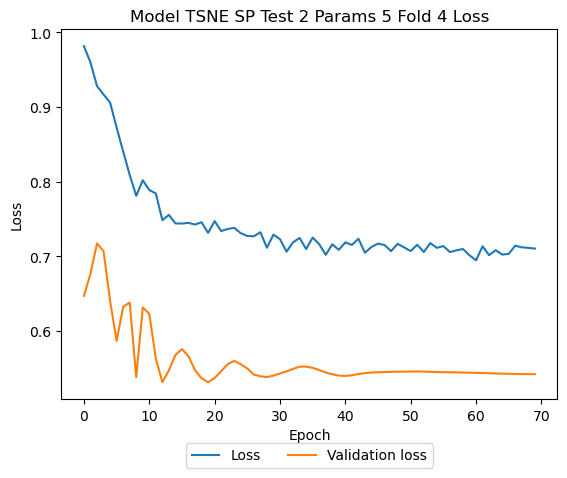 Model TSNE SP Test 2 Params 5 Fold 4 Loss
1.0
0.9
0.8
0.7
0.6
Loss
0 10 20 30 40 50 60 70
Epoch
Loss Validation loss